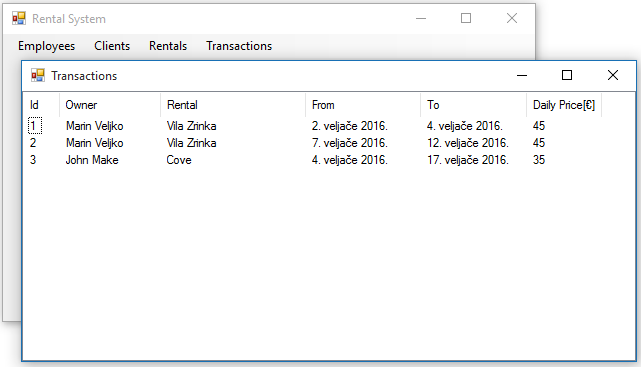 Rental System
Employees Clients Rentals Transactions
Transactions
Id Owner Rental From To Daily Price[€]
1 Marin Veljko Vila Zrinka 2. veljače 2016. 4. veljače 2016. 45
2 Marin Veljko Vila Zrinka 7. veljače 2016. 12. veljače 2016. 45
3 John Make Cove 4. veljače 2016. 17. veljače 2016. 35